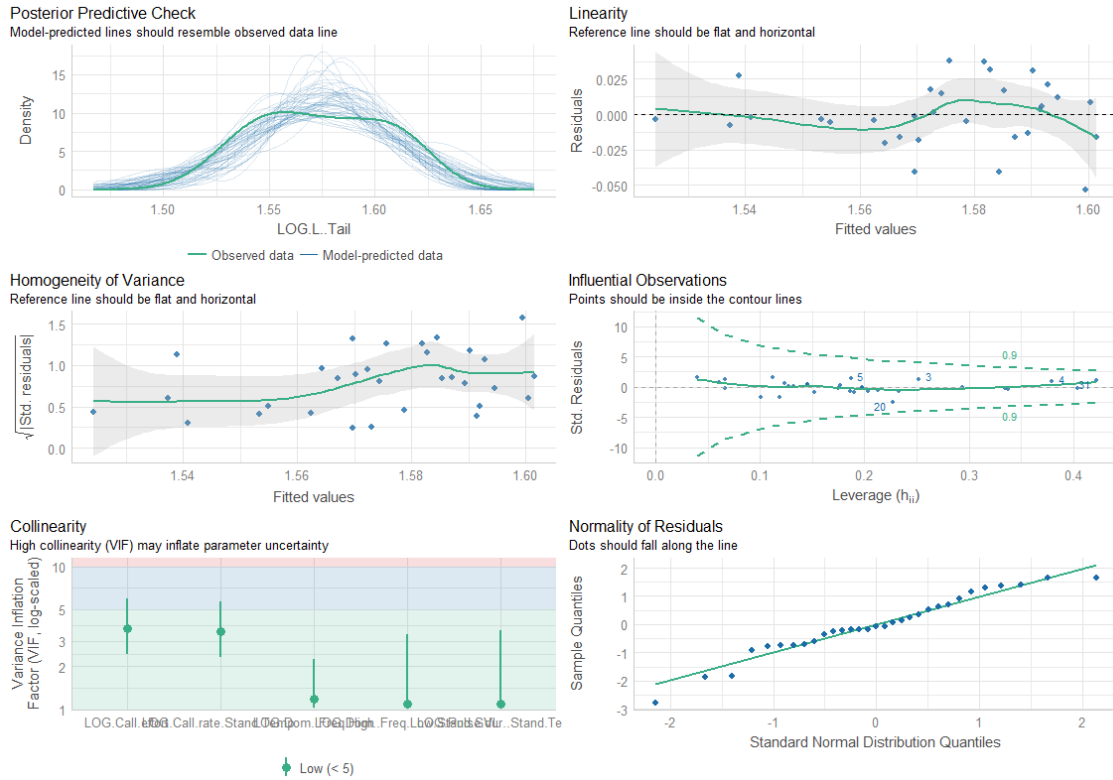 Posterior Predictive Check
Model-predicted lines should resemble observed data line
Density
15
10
5
0
1.50
1.55
1.60
1.65
LOG.L..Tail
Observed data
Model-predicted data
Linearity
Reference line should be flat and horizontal
Residuals
0.025
0.000
-0.025
-0.050
1.54
1.56
1.58
1.60
Fitted values
Homogeneity of Variance
Reference line should be flat and horizontal
√|Std. residuals|
1.5
1.0
0.5
0.0
1.54
1.56
1.58
1.60
Fitted values
Influential Observations
Points should be inside the contour lines
Std. Residuals
10
5
0
-5
-10
0.9
5
3
4
20
0.9
0.0
0.1
0.2
0.3
0.4
Leverage (hii)
Collinearity
High collinearity (VIF) may inflate parameter uncertainty
Variance Inflation
Factor (VIF, log-scaled)
10
5
3
2
1
Low (< 5)
Normality of Residuals
Dots should fall along the line
Sample Quantiles
2
1
0
-1
-2
-3
-2
-1
0
1
2
Standard Normal Distribution Quantiles